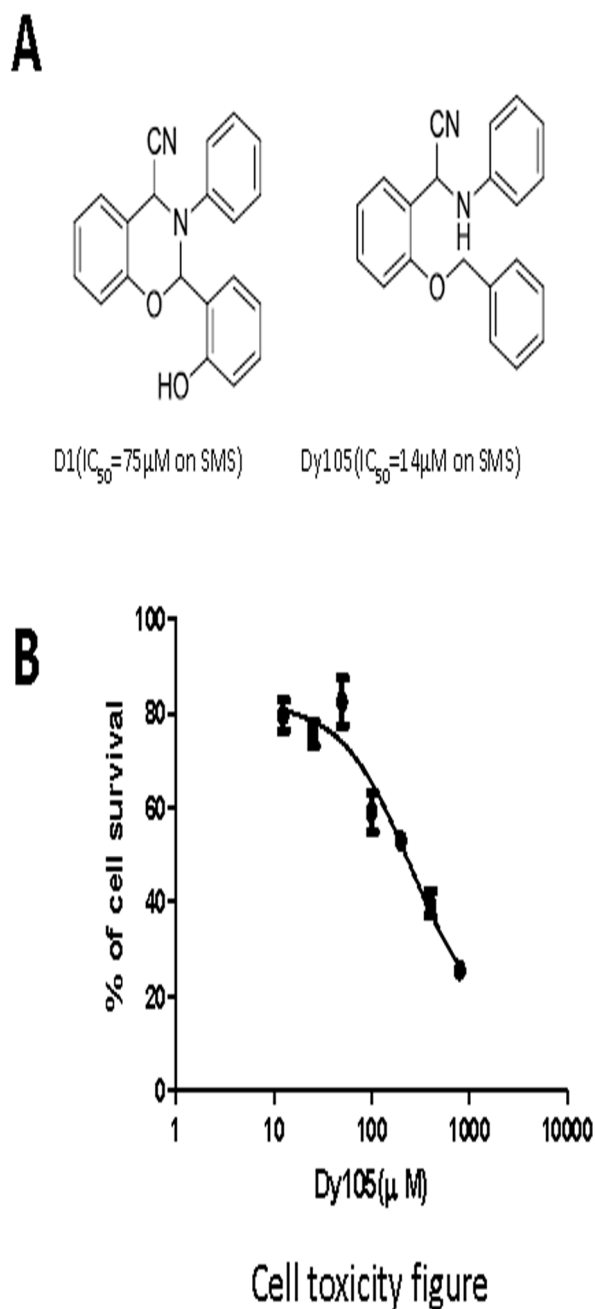 A
CN
N
O
HO
CN
N
H
O
D1(IC50=75μM on SMS)
Dy105(IC50=14μM on SMS)
B
% of cell survival
100
80
60
40
20
0
1
10
100
1000
10000
Dy105(μ M)
Cell toxicity figure